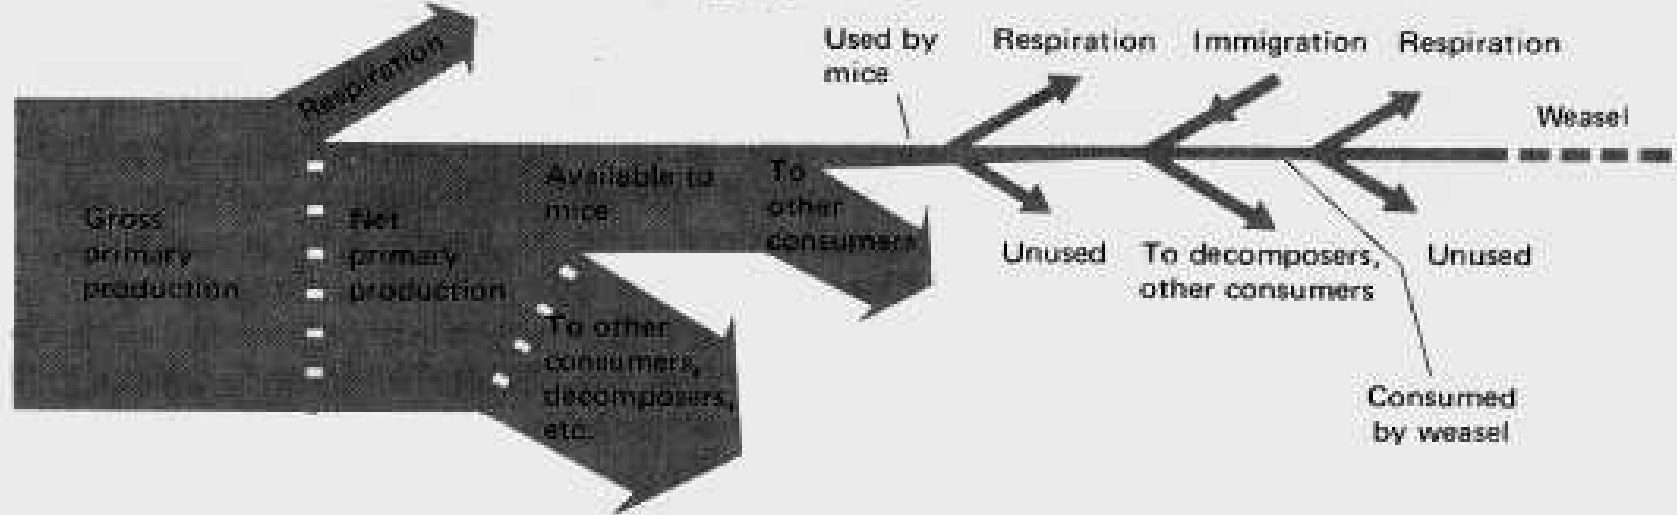 Respiration
Gross
primary
production
Net
primary
production
Available to
mice
To
other
consumers
To other
consumers,
decomposers,
etc.
Used by
mice
Respiration
Immigration
Respiration
Weasel
Unused
To decomposers,
other consumers
Unused
Consumed
by weasel